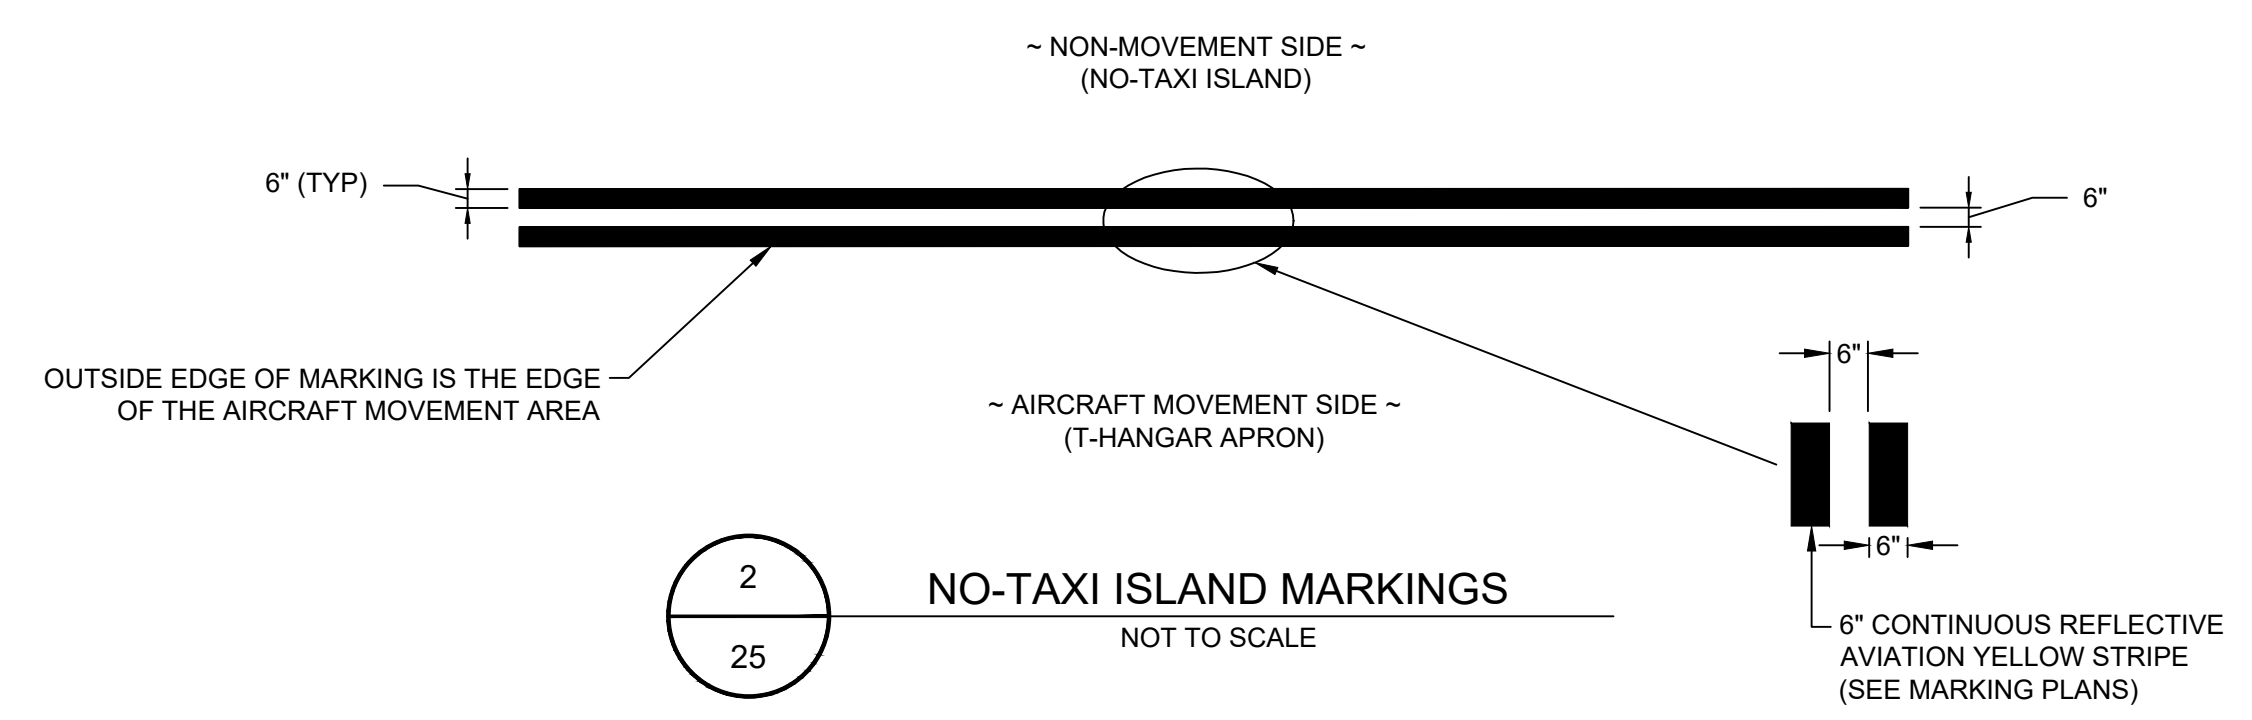 ~ NON-MOVEMENT SIDE ~
(NO-TAXI ISLAND)
6" (TYP)
6"
OUTSIDE EDGE OF MARKING IS THE EDGE
OF THE AIRCRAFT MOVEMENT AREA
~ AIRCRAFT MOVEMENT SIDE ~
(T-HANGAR APRON)
6"
6"
6" CONTINUOUS REFLECTIVE
AVIATION YELLOW STRIPE
(SEE MARKING PLANS)
2
25
NO-TAXI ISLAND MARKINGS
NOT TO SCALE